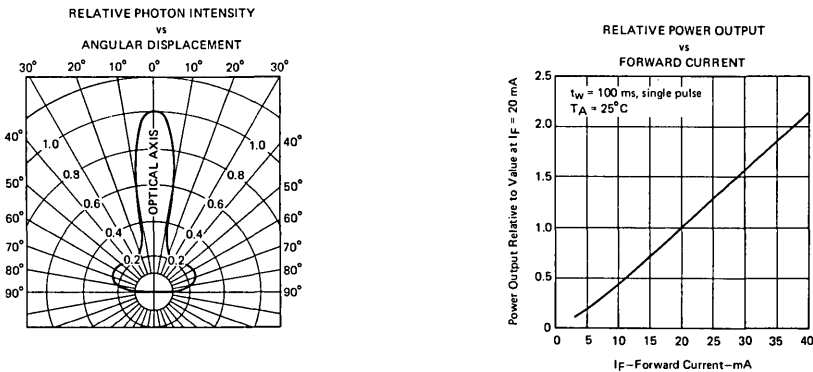 RELATIVE PHOTON INTENSITY
vs
ANGULAR DISPLACEMENT
30° 20° 10° 0° 10° 20° 30°
40° 40°
50° 50°
60° 60°
70° 70°
80° 80°
90° 90°
1.0 1.0
0.8 0.8
0.6 0.6
0.4 0.4
0.2 0.2
OPTICAL AXIS
RELATIVE POWER OUTPUT
vs
FORWARD CURRENT
Power Output Relative to Value at IF = 20 mA
2.5
2.0
1.5
1.0
0.5
0
tw = 100 ms, single pulse
TA = 25°C
0 5 10 15 20 25 30 35 40
IF–Forward Current–mA